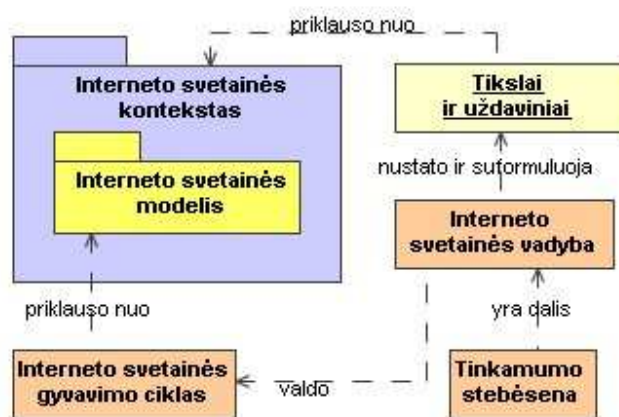 priklauso nuo
Interneto svetainės
kontekstas
Tikslai
ir uždaviniai
Interneto svetainės
modelis
nustato ir suformuluoja
Interneto
svetainės vadyba
priklauso nuo
yra dalis
Interneto svetainės
gyvavimo ciklas
valdo
Tinkamumo
stebėsena